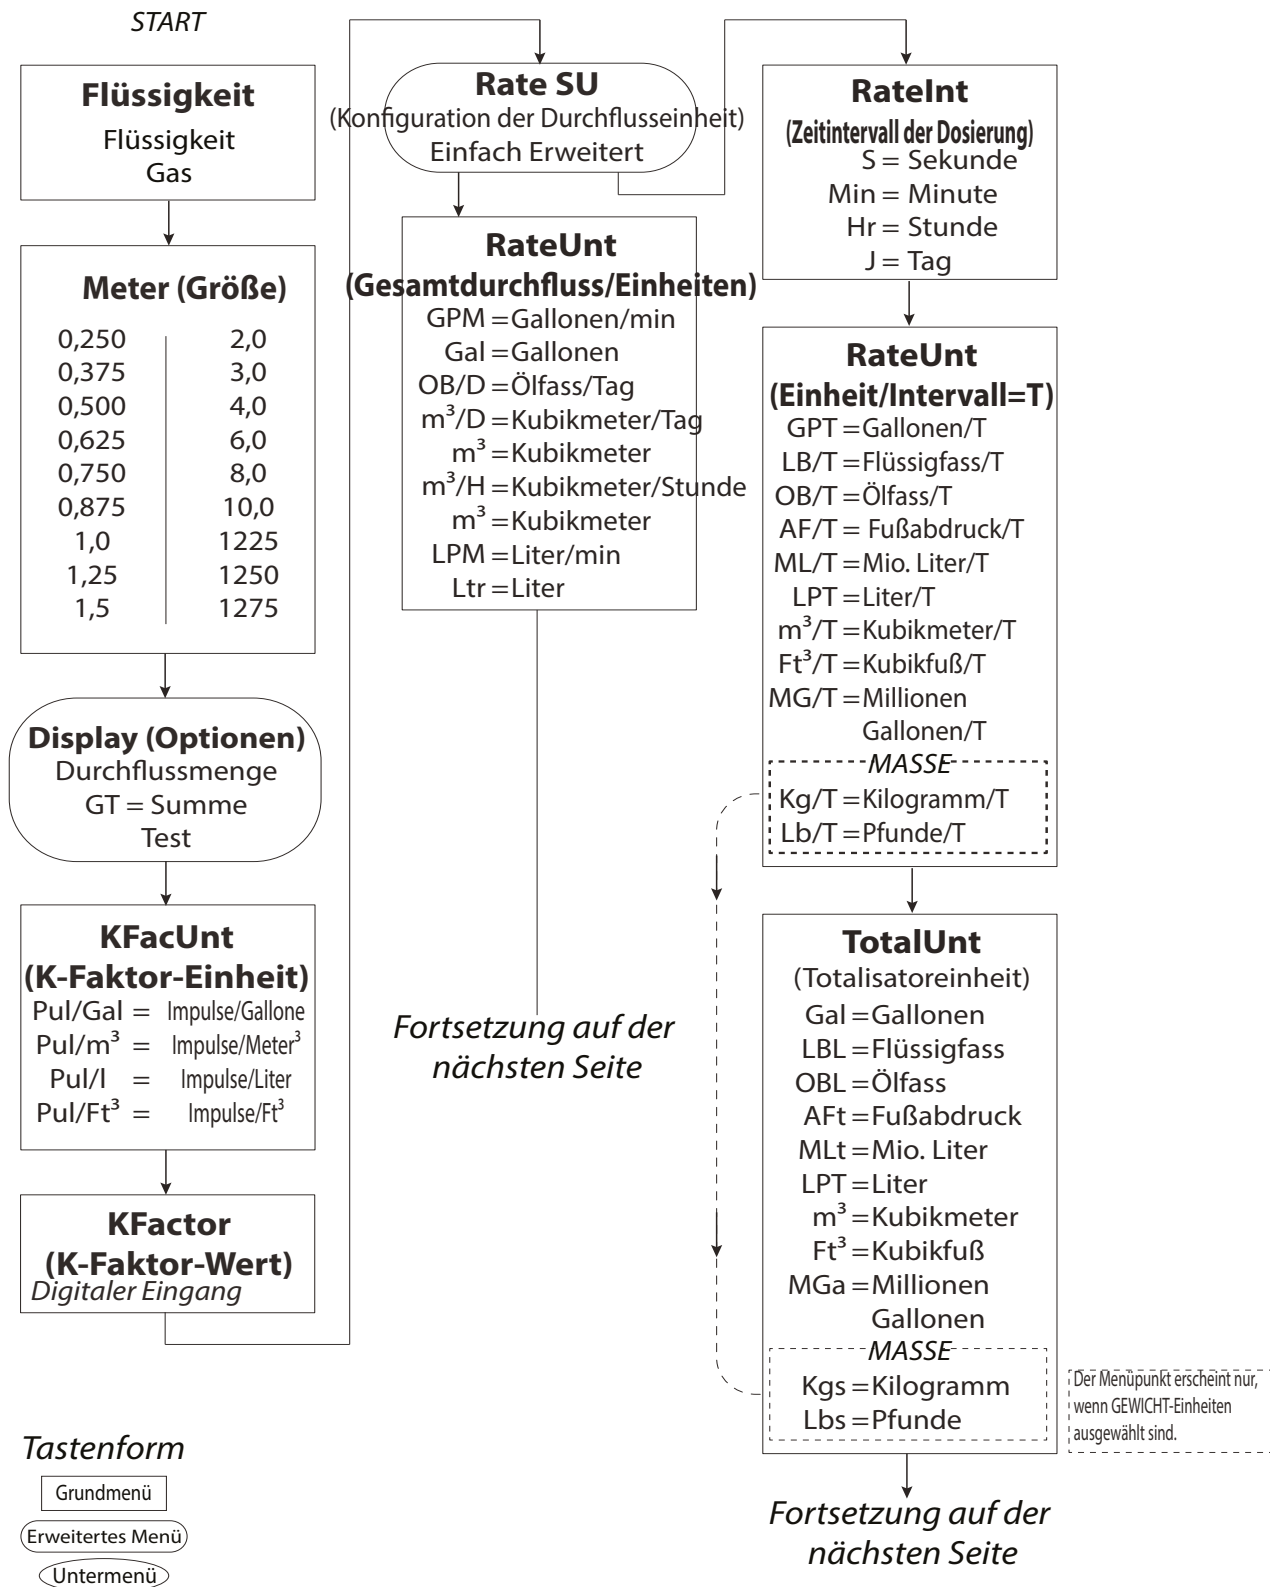 START
Flüssigkeit
Flüssigkeit
Gas
Meter (Größe)
0,250 2,0
0,375 3,0
0,500 4,0
0,625 6,0
0,750 8,0
0,875 10,0
1,0 1225
1,25 1250
1,5 1275
Display (Optionen)
Durchflussmenge
GT = Summe
Test
KFacUnt
(K-Faktor-Einheit)
Pul/Gal = Impulse/Gallone
Pul/m³ = Impulse/Meter³
Pul/l = Impulse/Liter
Pul/Ft³ = Impulse/Ft³
KFactor
(K-Faktor-Wert)
Digitaler Eingang
Rate SU
(Konfiguration der Durchflusseinheit)
Einfach Erweitert
RateUnt
(Gesamtdurchfluss/Einheiten)
GPM = Gallonen/min
Gal = Gallonen
OB/D = Ölfass/Tag
m³/D = Kubikmeter/Tag
m³ = Kubikmeter
m³/H = Kubikmeter/Stunde
m³ = Kubikmeter
LPM = Liter/min
Ltr = Liter
Fortsetzung auf der
nächsten Seite
RateInt
(Zeitintervall der Dosierung)
S = Sekunde
Min = Minute
Hr = Stunde
J = Tag
RateUnt
(Einheit/Intervall=T)
GPT = Gallonen/T
LB/T = Flüssigfass/T
OB/T = Ölfass/T
AF/T = Fußabdruck/T
ML/T = Mio. Liter/T
LPT = Liter/T
m³/T = Kubikmeter/T
Ft³/T = Kubikfuß/T
MG/T = Millionen
Gallonen/T
MASSE
Kg/T = Kilogramm/T
Lb/T = Pfunde/T
TotalUnt
(Totalisatoreinheit)
Gal = Gallonen
LBL = Flüssigfass
OBL = Ölfass
AFt = Fußabdruck
MLt = Mio. Liter
LPT = Liter
m³ = Kubikmeter
Ft³ = Kubikfuß
MGa = Millionen
Gallonen
MASSE
Kgs = Kilogramm
Lbs = Pfunde
Der Menüpunkt erscheint nur,
wenn GEWICHT-Einheiten
ausgewählt sind.
Fortsetzung auf der
nächsten Seite
Tastenform
Grundmenü
Erweitertes Menü
Untermenü